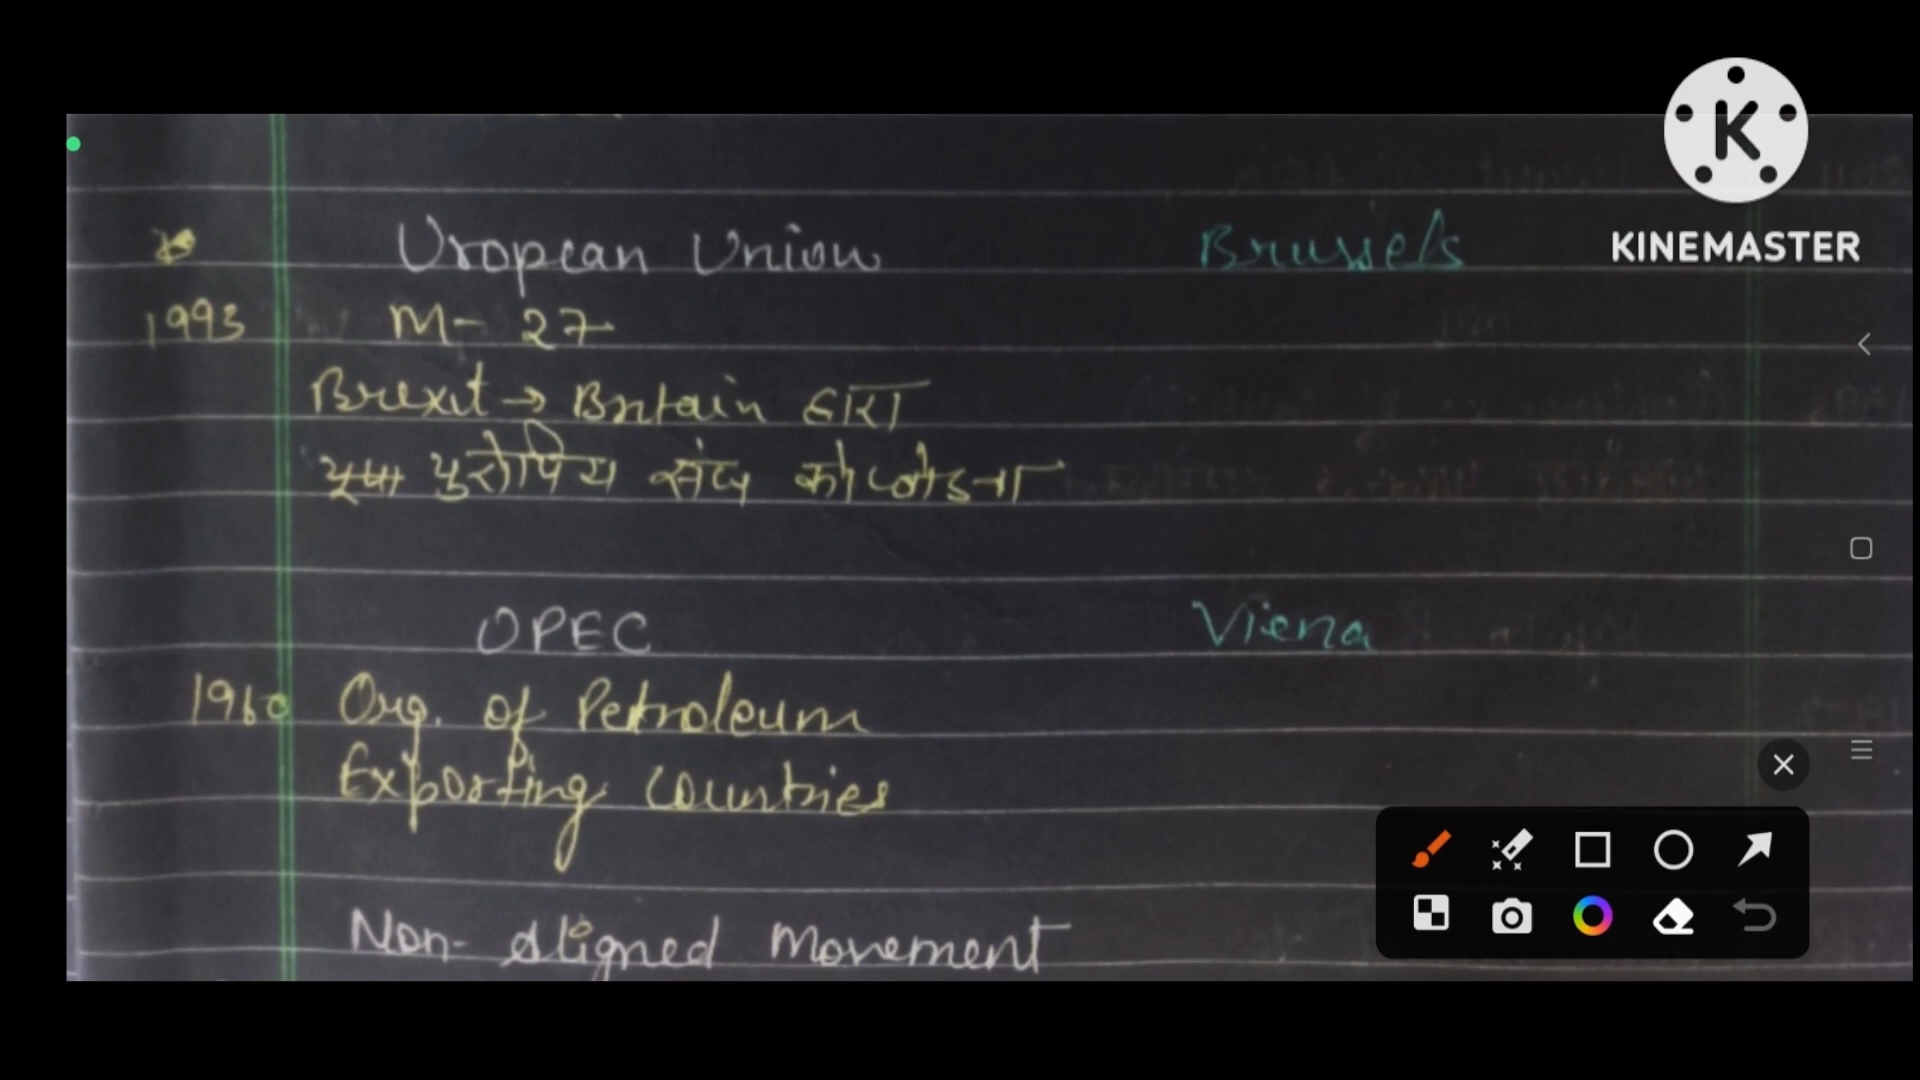 Uropean Union Brussels
1993 M- 27
Brexit → Britain द्वारा
युरोपिय संघ को छोडना
OPEC Viena
1960 Org. of Petroleum
Exporting Countries
Non-Aligned Movement
K
KINEMASTER